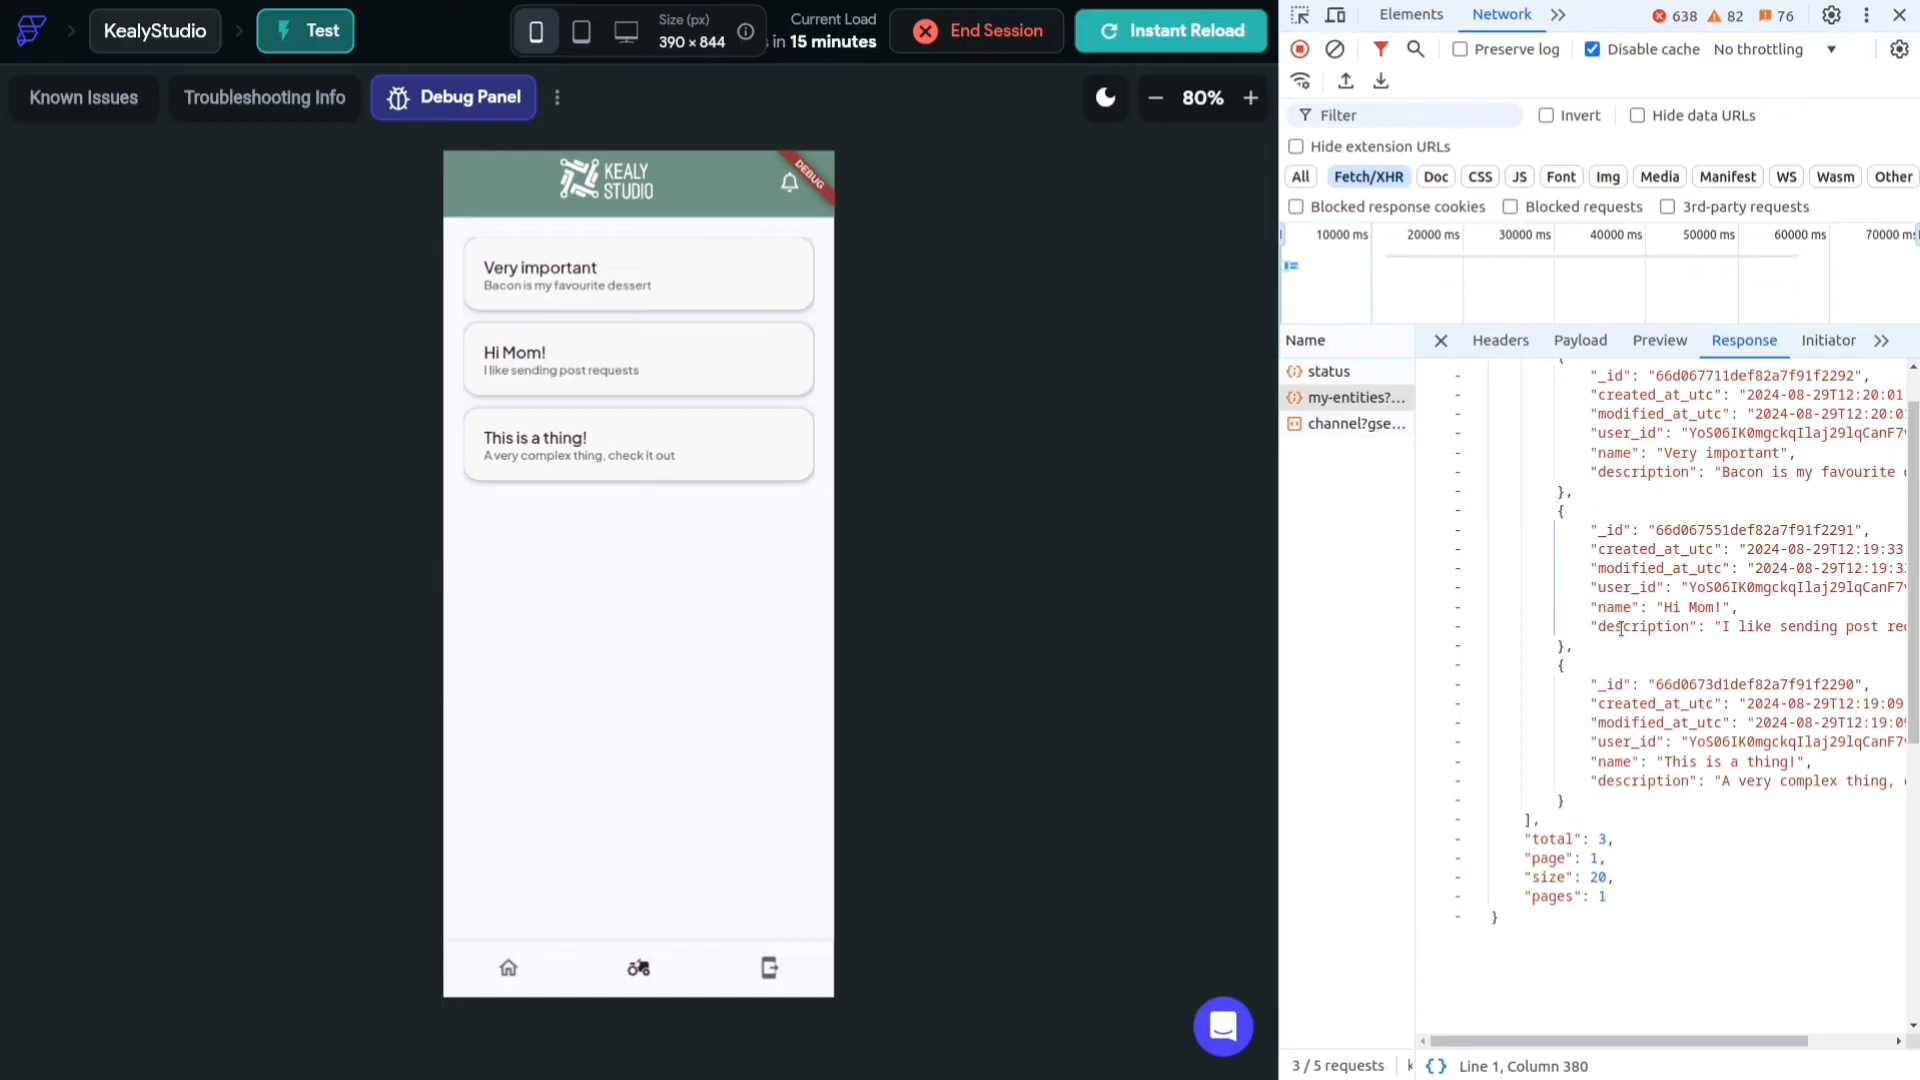 KealyStudio
Test
Size (px)
390 × 844
Current Load
in 15 minutes
End Session
Instant Reload
Known Issues
Troubleshooting Info
Debug Panel
80%
KEALY
STUDIO
DEBUG
Very important
Bacon is my favourite dessert
Hi Mom!
I like sending post requests
This is a thing!
A very complex thing, check it out
Elements
Network
638
82
76
Preserve log
Disable cache
No throttling
Filter
Invert
Hide data URLs
Hide extension URLs
All
Fetch/XHR
Doc
CSS
JS
Font
Img
Media
Manifest
WS
Wasm
Other
Blocked response cookies
Blocked requests
3rd-party requests
10000 ms
20000 ms
30000 ms
40000 ms
50000 ms
60000 ms
70000 ms
Name
Headers
Payload
Preview
Response
Initiator
status
my-entities?...
channel?gse...
{
"_id": "66d067711def82a7f91f2292",
"created_at_utc": "2024-08-29T12:20:01
"modified_at_utc": "2024-08-29T12:20:0
"user_id": "YoS06IK0mgckqIlaj29lqCanF7
"name": "Very important",
"description": "Bacon is my favourite
},
{
"_id": "66d067551def82a7f91f2291",
"created_at_utc": "2024-08-29T12:19:33
"modified_at_utc": "2024-08-29T12:19:3
"user_id": "YoS06IK0mgckqIlaj29lqCanF7
"name": "Hi Mom!",
"description": "I like sending post re
},
{
"_id": "66d0673d1def82a7f91f2290",
"created_at_utc": "2024-08-29T12:19:09
"modified_at_utc": "2024-08-29T12:19:0
"user_id": "YoS06IK0mgckqIlaj29lqCanF7
"name": "This is a thing!",
"description": "A very complex thing,
}
],
"total": 3,
"page": 1,
"size": 20,
"pages": 1
}
3 / 5 requests
Line 1, Column 380